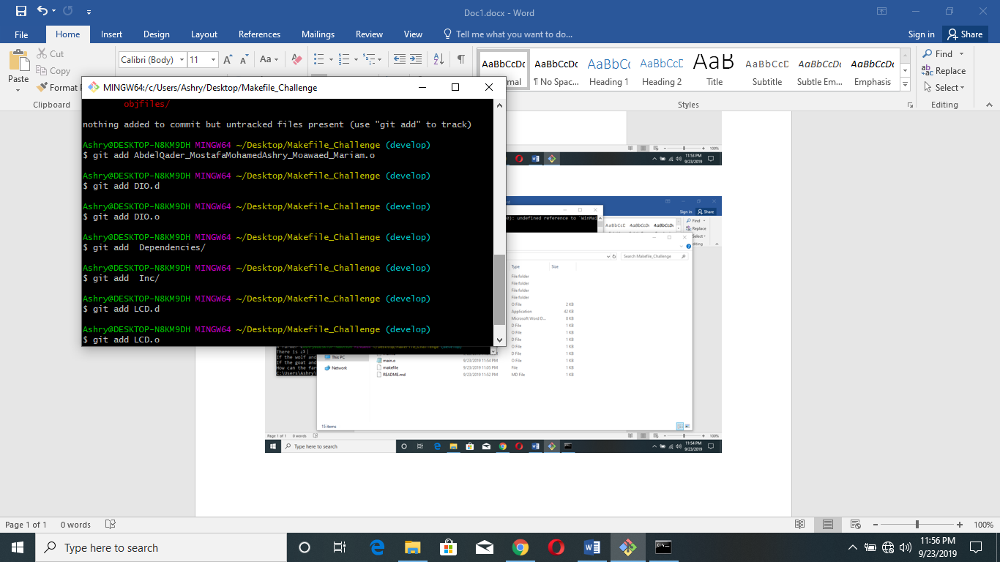 Doc1.docx - Word
File Home Insert Design Layout References Mailings Review View Tell me what you want to do... Sign in Share
Paste
Cut
Copy
Format
Clipboard
Calibri (Body) 11
AaBbCcDc AaBbCcDc AaBbCc AaBbCcD AaB AaBbCcD AaBbCcDc AaBbCcDc
mal ¶ No Spac... Heading 1 Heading 2 Title Subtitle Subtle Em... Emphasis
Styles
Find
Replace
Select
Editing
MINGW64:/c/Users/Ashry/Desktop/Makefile_Challenge
objfiles/
nothing added to commit but untracked files present (use "git add" to track)
Ashry@DESKTOP-N8KM9DH MINGW64 ~/Desktop/Makefile_Challenge (develop)
$ git add AbdelQader_MostafaMohamedAshry_Moawaed_Mariam.o
Ashry@DESKTOP-N8KM9DH MINGW64 ~/Desktop/Makefile_Challenge (develop)
$ git add DIO.d
Ashry@DESKTOP-N8KM9DH MINGW64 ~/Desktop/Makefile_Challenge (develop)
$ git add DIO.o
Ashry@DESKTOP-N8KM9DH MINGW64 ~/Desktop/Makefile_Challenge (develop)
$ git add  Dependencies/
Ashry@DESKTOP-N8KM9DH MINGW64 ~/Desktop/Makefile_Challenge (develop)
$ git add  Inc/
Ashry@DESKTOP-N8KM9DH MINGW64 ~/Desktop/Makefile_Challenge (develop)
$ git add LCD.d
Ashry@DESKTOP-N8KM9DH MINGW64 ~/Desktop/Makefile_Challenge (develop)
$ git add LCD.o
100%
11:53 PM
9/23/2019
Sign in Share
0): undefined reference to `WinMai
AaBbCcC AaBbCcDc AaBbCcDc
Find
Replace
Select
Search Makefile_Challenge
Type Size
File folder
File folder
File folder
File folder
O File 2 KB
Application 42 KB
Microsoft Word D... 8 KB
D File 1 KB
D File 1 KB
O File 1 KB
D File 1 KB
O File 1 KB
D File 1 KB
main.o 9/23/2019 11:54 PM O File 1 KB
makefile 9/23/2019 11:05 PM File 1 KB
README.md 9/23/2019 11:52 PM MD File 1 KB
This PC
Network
There is a
If the wolf and
If the goat and
How can the far
C:\Users\Ashry\
15 items
Page 1 of 1 0 words 100%
Type here to search 11:54 PM
9/23/2019
Page 1 of 1 0 words 100%
Type here to search
11:56 PM
9/23/2019